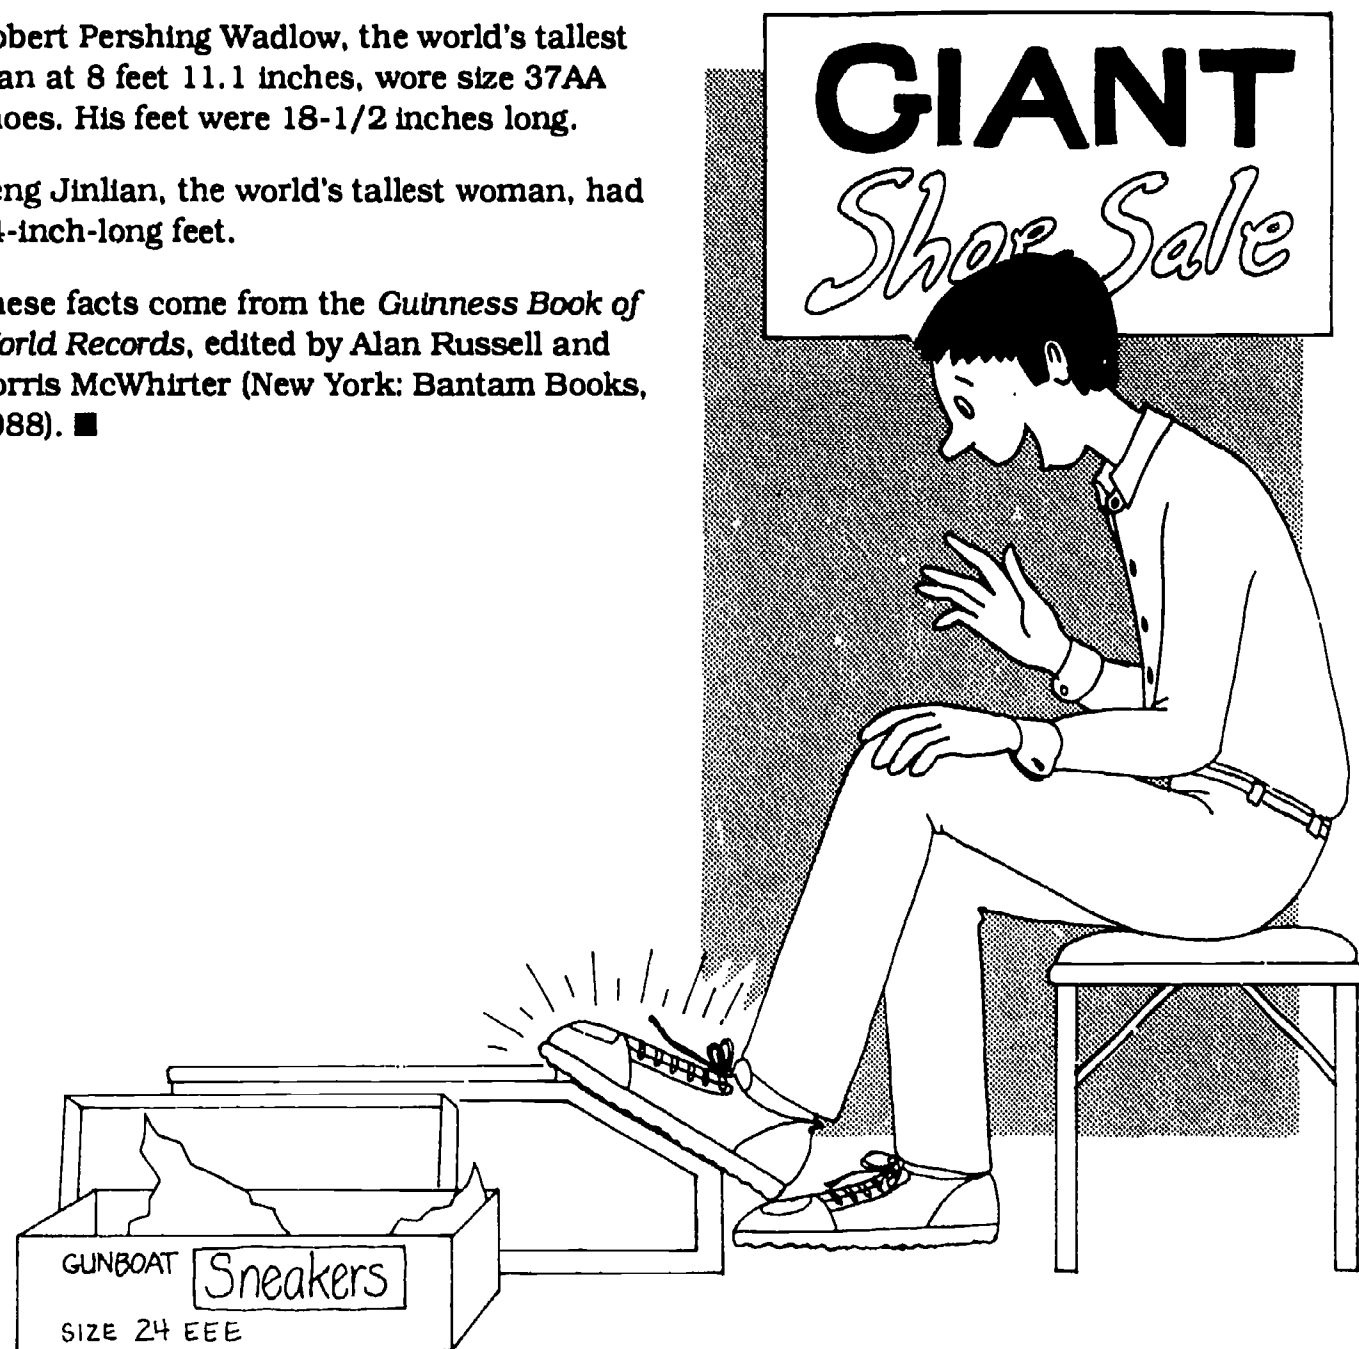 obert Pershing Wadlow, the world's tallest
an at 8 feet 11.1 inches, wore size 37AA
oes. His feet were 18-1/2 inches long.
eng Jinlian, the world's tallest woman, had
-inch-long feet.
hese facts come from the Guinness Book of
orld Records, edited by Alan Russell and
orris McWhirter (New York: Bantam Books,
988). ■
GIANT
Shoe Sale
GUNBOAT Sneakers
SIZE 24 EEE